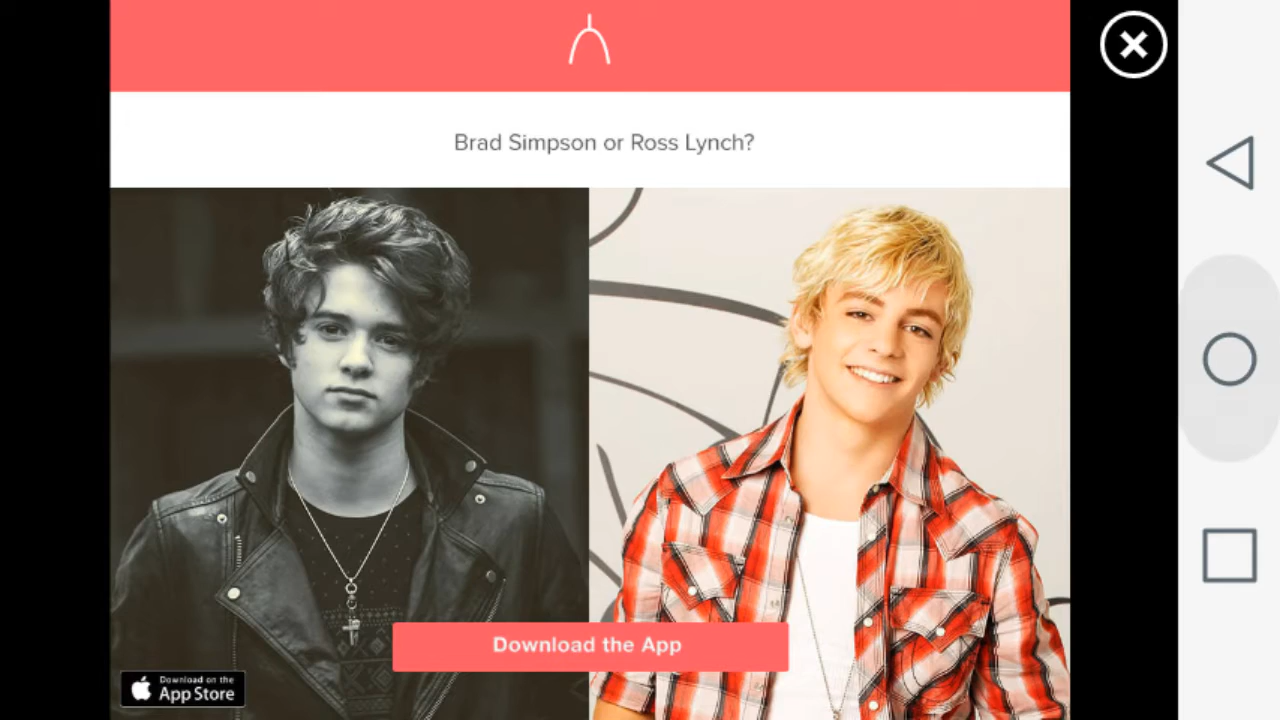 Brad Simpson or Ross Lynch?
Download the App
Download on the
App Store